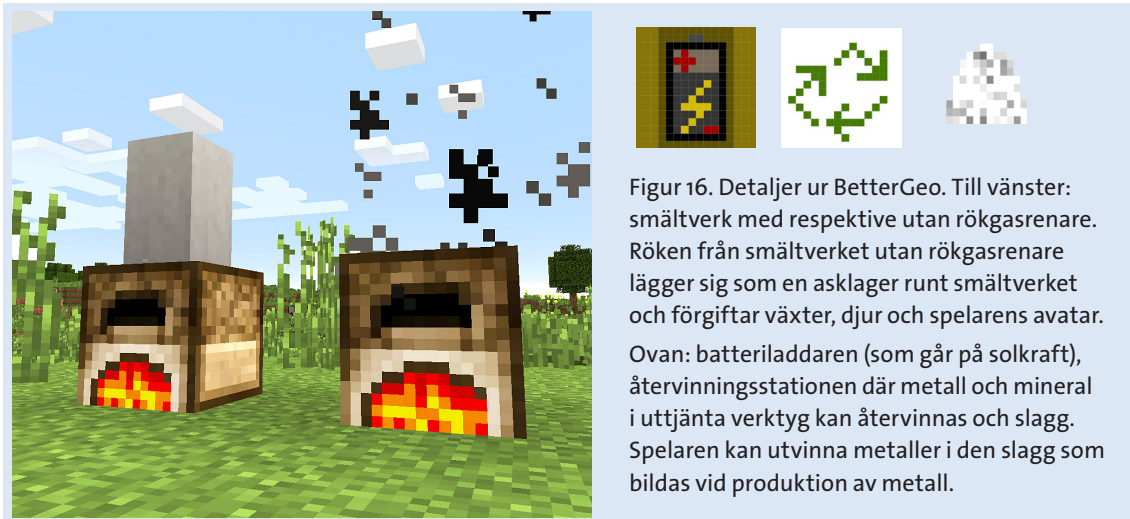 Figur 16. Detaljer ur BetterGeo. Till vänster:
smältverk med respektive utan rökgasrenare.
Röken från smältverket utan rökgasrenare
lägger sig som en asklager runt smältverket
och förgiftar växter, djur och spelarens avatar.
Ovan: batteriladdaren (som går på solkraft),
återvinningsstationen där metall och mineral
i uttjänta verktyg kan återvinnas och slagg.
Spelaren kan utvinna metaller i den slagg som
bildas vid produktion av metall.